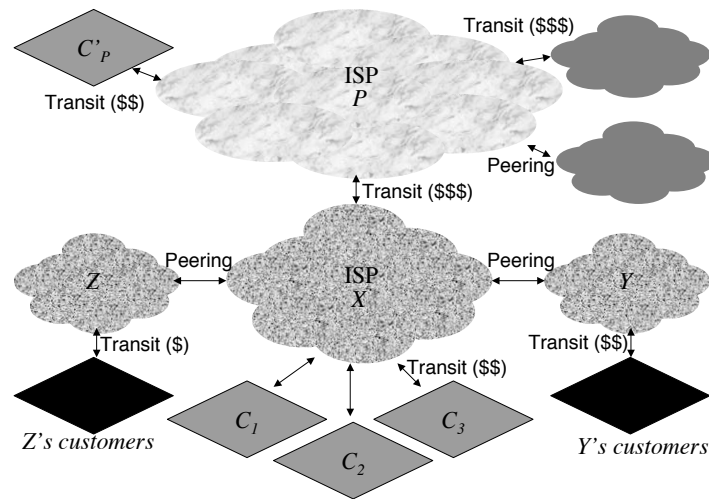 C'P
Transit ($$)
ISP
P
Transit ($$$)
Peering
Transit ($$$)
Z
Peering
ISP
X
Peering
Y
Transit ($)
Transit ($$)
Transit ($$)
C1
C2
C3
Z's customers
Y's customers